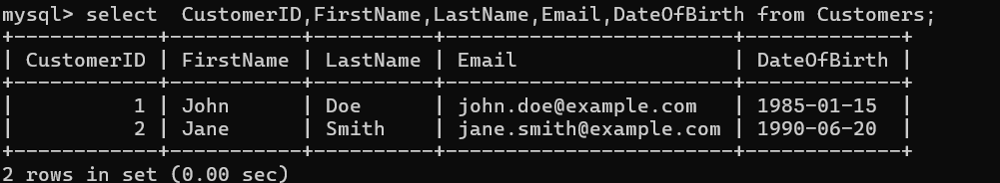 mysql> select  CustomerID,FirstName,LastName,Email,DateOfBirth from Customers;
+------------+-----------+----------+------------------------+-------------+
| CustomerID | FirstName | LastName | Email                  | DateOfBirth |
+------------+-----------+----------+------------------------+-------------+
|          1 | John      | Doe      | john.doe@example.com   | 1985-01-15  |
|          2 | Jane      | Smith    | jane.smith@example.com | 1990-06-20  |
+------------+-----------+----------+------------------------+-------------+
2 rows in set (0.00 sec)